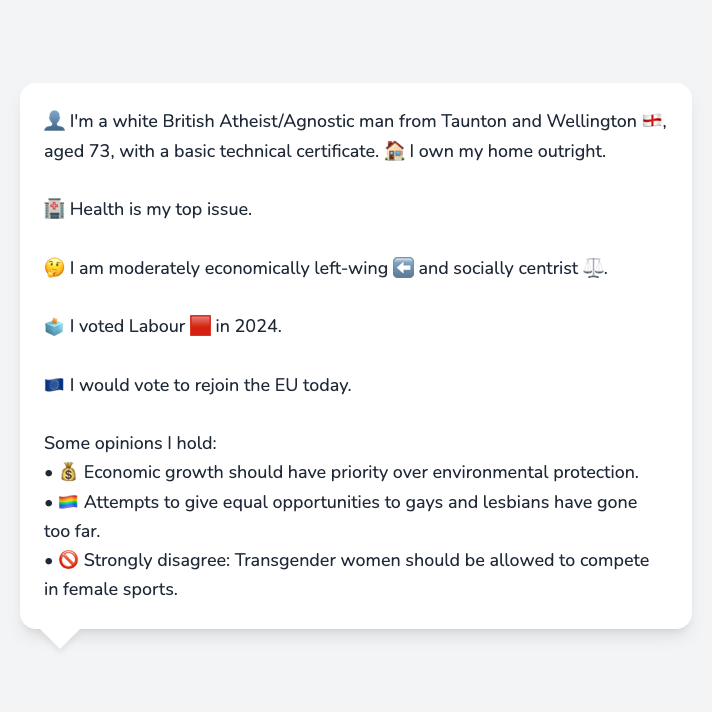 👤 I'm a white British Atheist/Agnostic man from Taunton and Wellington 🏴󠁧󠁢󠁥󠁮󠁧󠁿,
aged 73, with a basic technical certificate. 🏠 I own my home outright.
🏥 Health is my top issue.
🤔 I am moderately economically left-wing ⬅️ and socially centrist ⚖️.
🗳️ I voted Labour 🟥 in 2024.
🇪🇺 I would vote to rejoin the EU today.
Some opinions I hold:
• 💰 Economic growth should have priority over environmental protection.
• 🏳️‍🌈 Attempts to give equal opportunities to gays and lesbians have gone
too far.
• 🚫 Strongly disagree: Transgender women should be allowed to compete
in female sports.